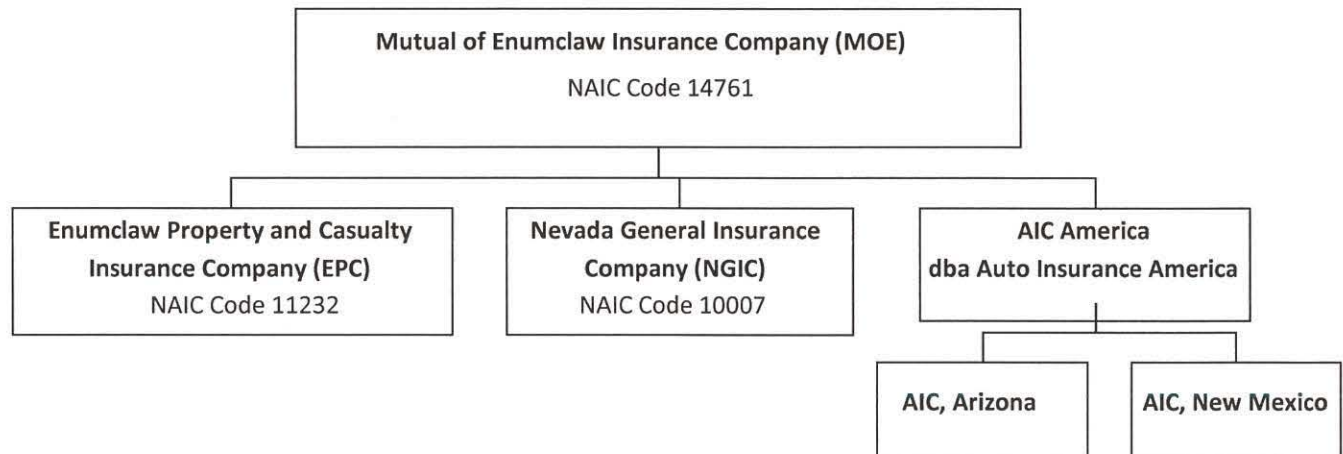 Mutual of Enumclaw Insurance Company (MOE)
NAIC Code 14761
Enumclaw Property and Casualty
Insurance Company (EPC)
NAIC Code 11232
Nevada General Insurance
Company (NGIC)
NAIC Code 10007
AIC America
dba Auto Insurance America
AIC, Arizona
AIC, New Mexico